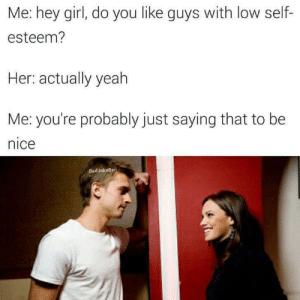 Me: hey girl, do you like guys with low self-
esteem?
Her: actually yeah
Me: you're probably just saying that to be
nice